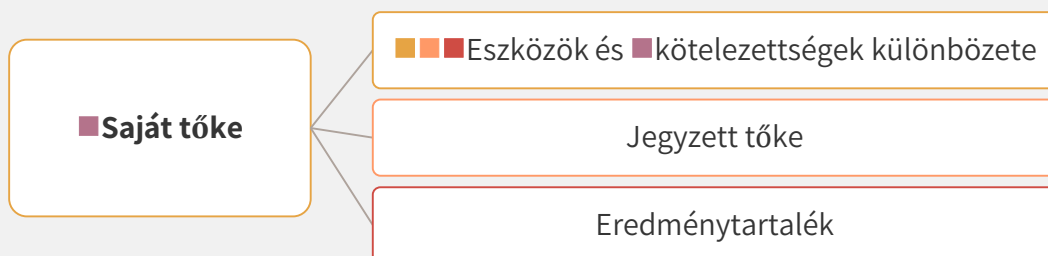 Saját tőke
Eszközök és kötelezettségek különbözete
Jegyzett tőke
Eredménytartalék